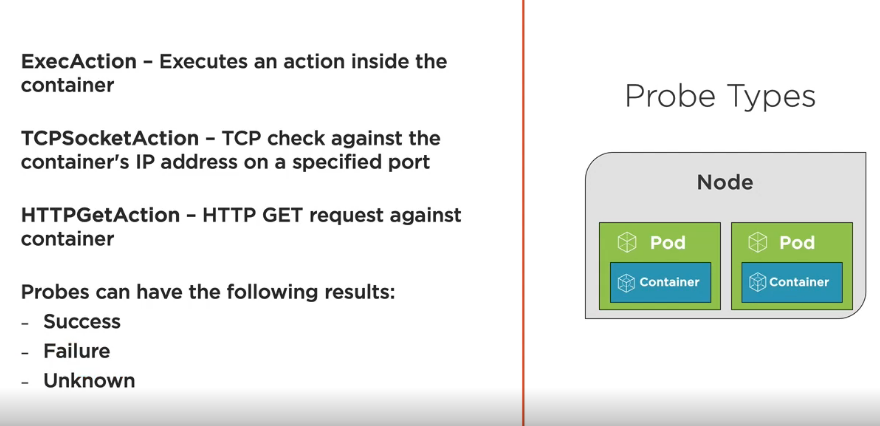 ExecAction – Executes an action inside the
container
TCPSocketAction – TCP check against the
container's IP address on a specified port
HTTPGetAction – HTTP GET request against
container
Probes can have the following results:
- Success
- Failure
- Unknown
Probe Types
Node
Pod
Container
Pod
Container